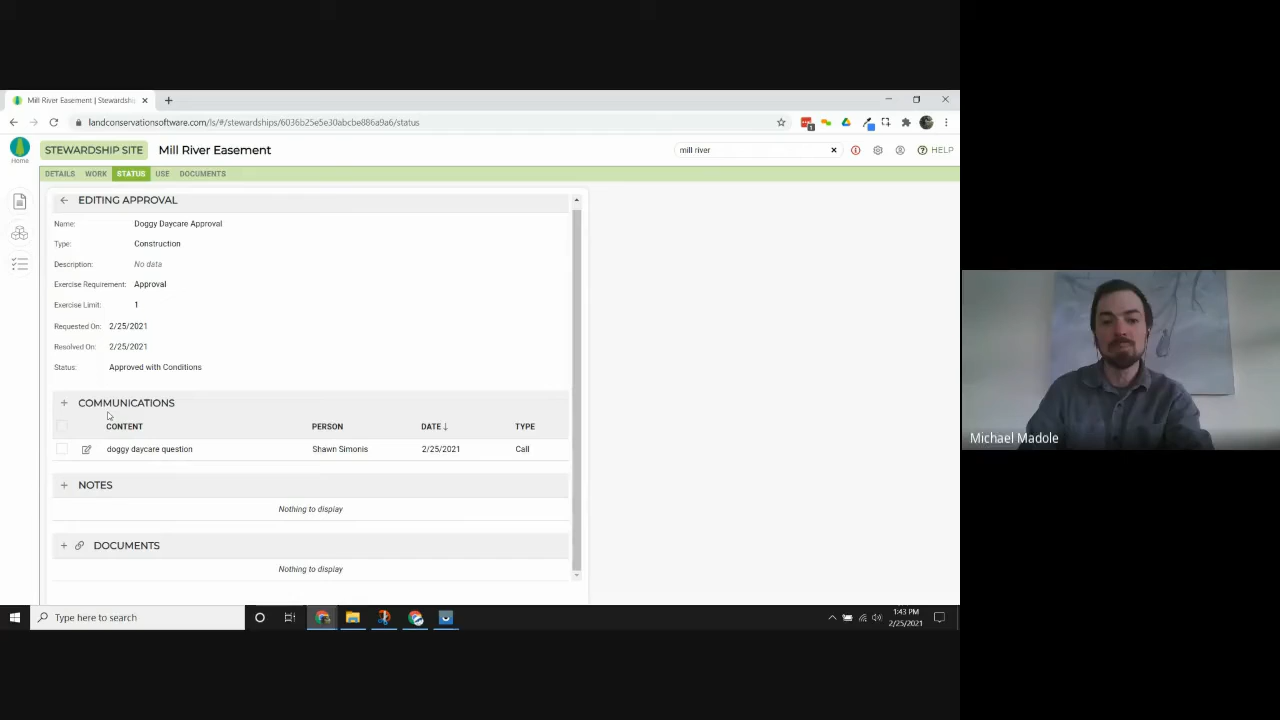 Mill River Easement | Stewardsh
landconservationsoftware.com/ls/#/stewardships/6036b25e5e30abcbe886a9a6/status
1
Home
STEWARDSHIP SITE
Mill River Easement
mill river
HELP
DETAILS WORK STATUS USE DOCUMENTS
EDITING APPROVAL
Name: Doggy Daycare Approval
Type: Construction
Description: No data
Exercise Requirement: Approval
Exercise Limit: 1
Requested On: 2/25/2021
Resolved On: 2/25/2021
Status: Approved with Conditions
COMMUNICATIONS
CONTENT PERSON DATE TYPE
doggy daycare question Shawn Simonis 2/25/2021 Call
NOTES
Nothing to display
DOCUMENTS
Nothing to display
Michael Madole
Type here to search
1:43 PM
2/25/2021